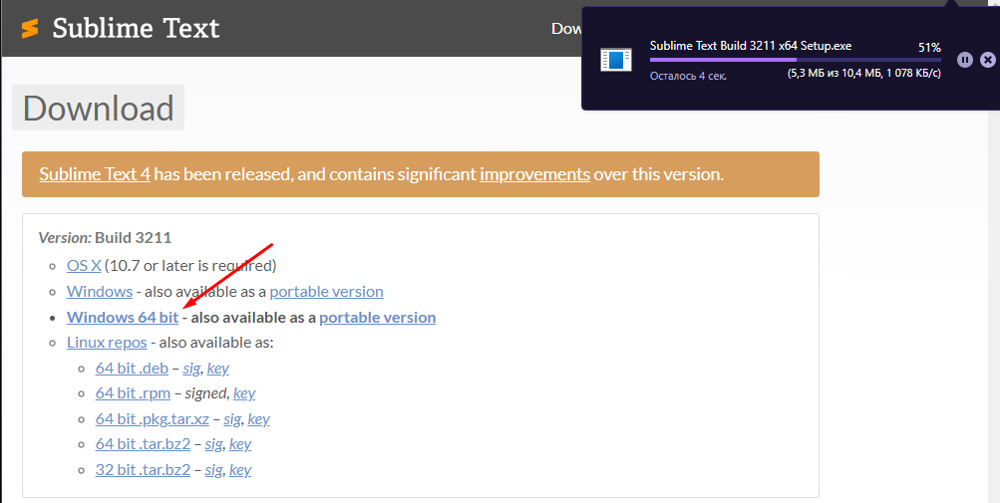 Sublime Text
Dow
Sublime Text Build 3211 x64 Setup.exe
51%
Осталось 4 сек.
(5,3 МБ из 10,4 МБ, 1 078 КБ/с)
Download
Sublime Text 4 has been released, and contains significant improvements over this version.
Version: Build 3211
OS X (10.7 or later is required)
Windows - also available as a portable version
Windows 64 bit - also available as a portable version
Linux repos - also available as:
64 bit .deb – sig, key
64 bit .rpm – signed, key
64 bit .pkg.tar.xz – sig, key
64 bit .tar.bz2 – sig, key
32 bit .tar.bz2 – sig, key